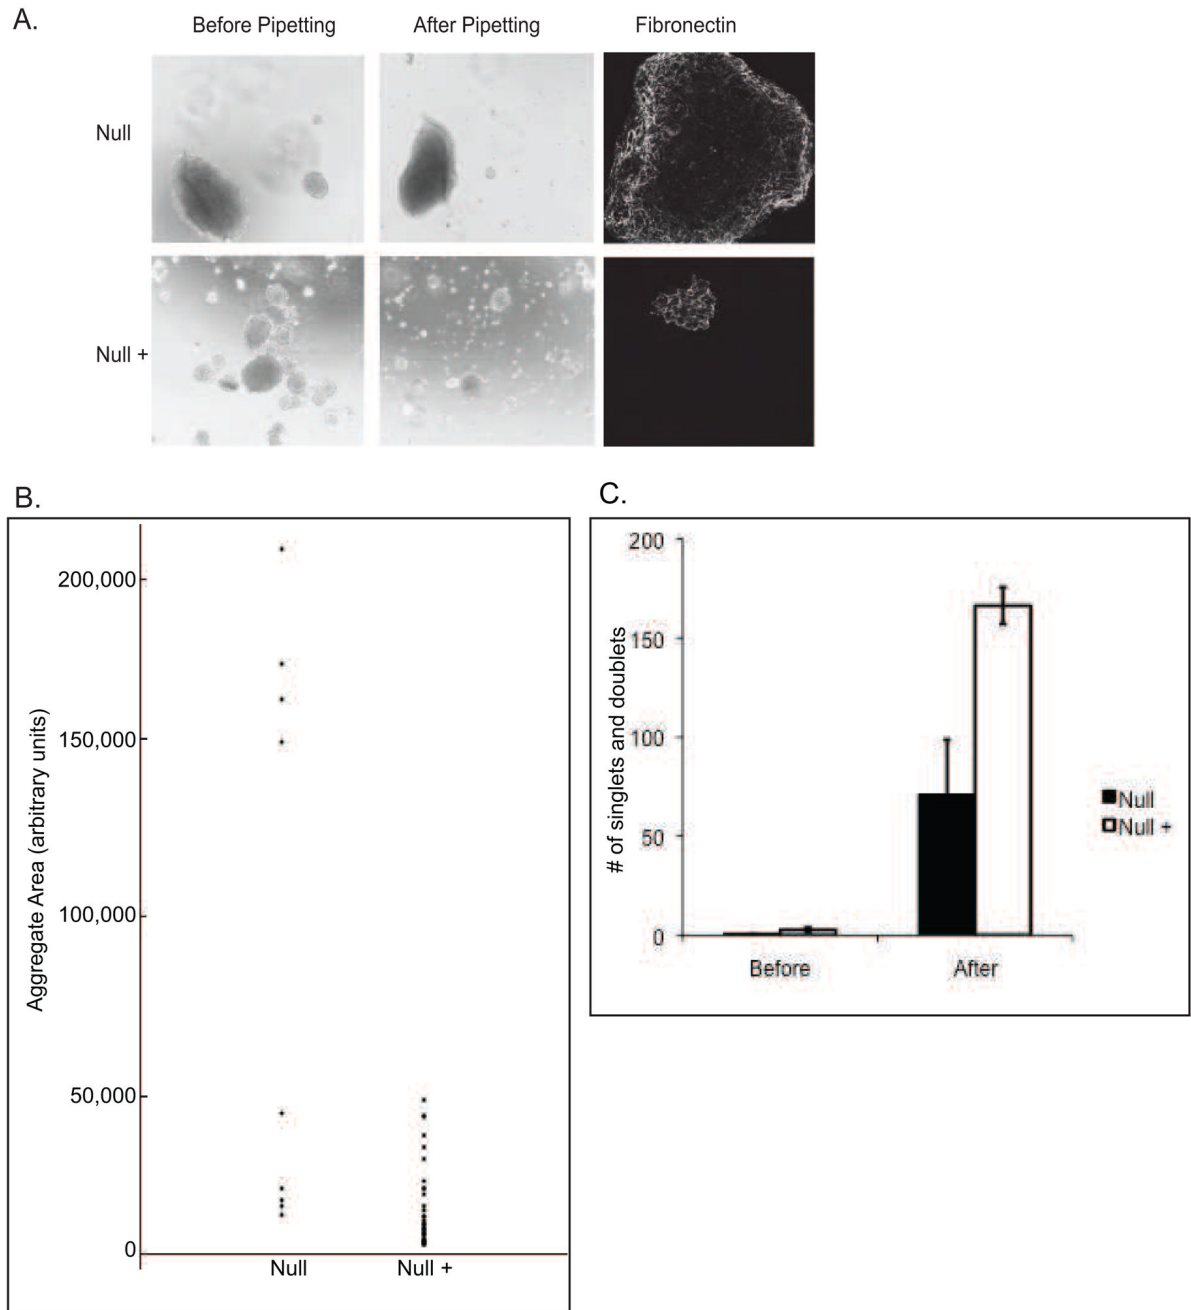 A.
Before Pipetting After Pipetting Fibronectin
Null
Null +
B.
Aggregate Area (arbitrary units)
200,000
150,000
100,000
50,000
0
Null Null +
C.
# of singlets and doublets
200
150
100
50
0
Before After
Null
Null +